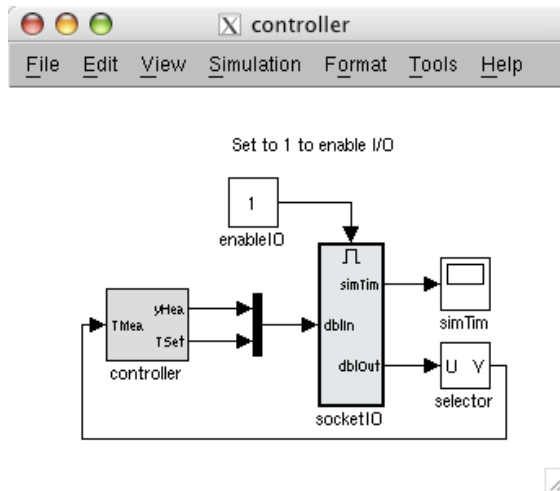 controller
File Edit View Simulation Format Tools Help
Set to 1 to enable I/O
1
enableIO
simTim
yHea
TMea
TSet
dblIn
simTim
dblOut
U Y
controller
selector
socketIO